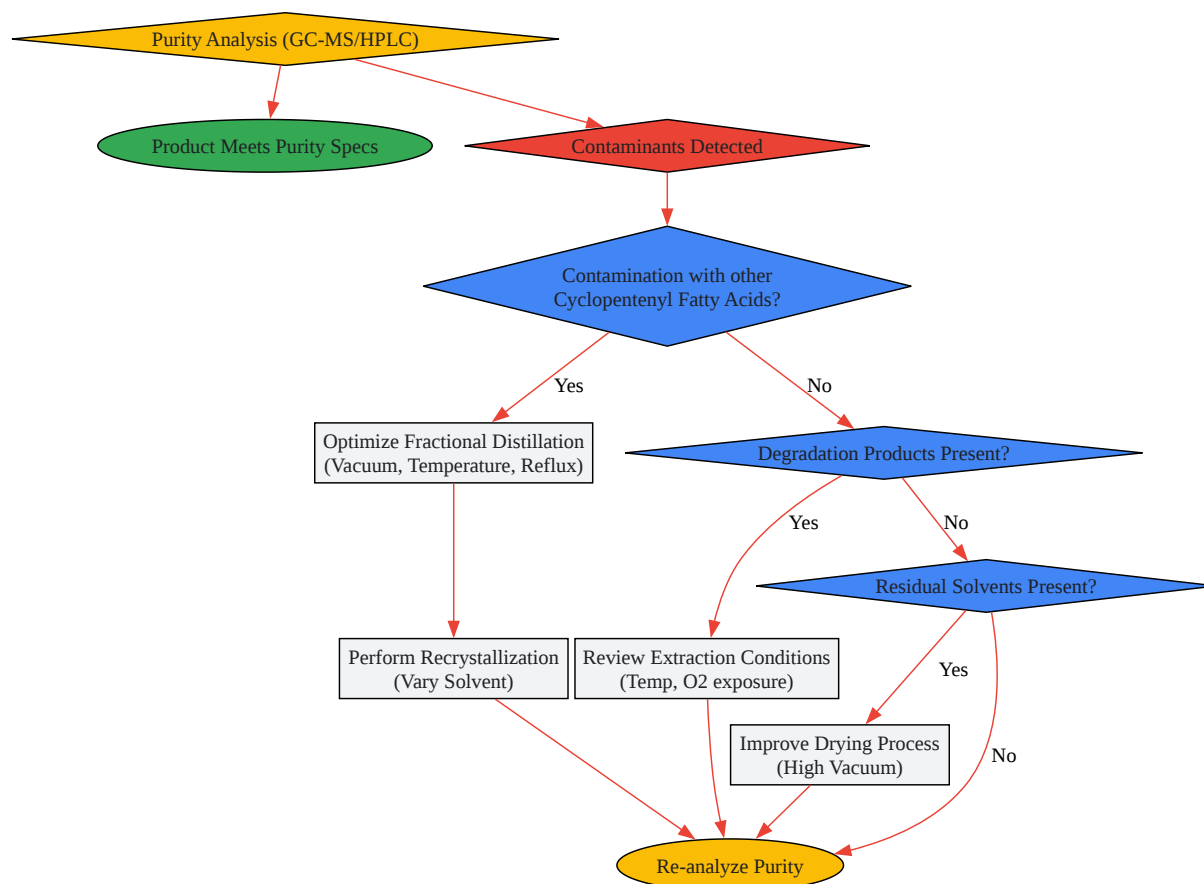 Purity Analysis (GC-MS/HPLC)
Product Meets Purity Specs
Contaminants Detected
Contamination with other
Cyclopentenyl Fatty Acids?
Yes
No
Optimize Fractional Distillation
(Vacuum, Temperature, Reflux)
Degradation Products Present?
Yes
No
Residual Solvents Present?
Perform Recrystallization
(Vary Solvent)
Review Extraction Conditions
(Temp, O2 exposure)
Yes
Improve Drying Process
(High Vacuum)
No
Re-analyze Purity